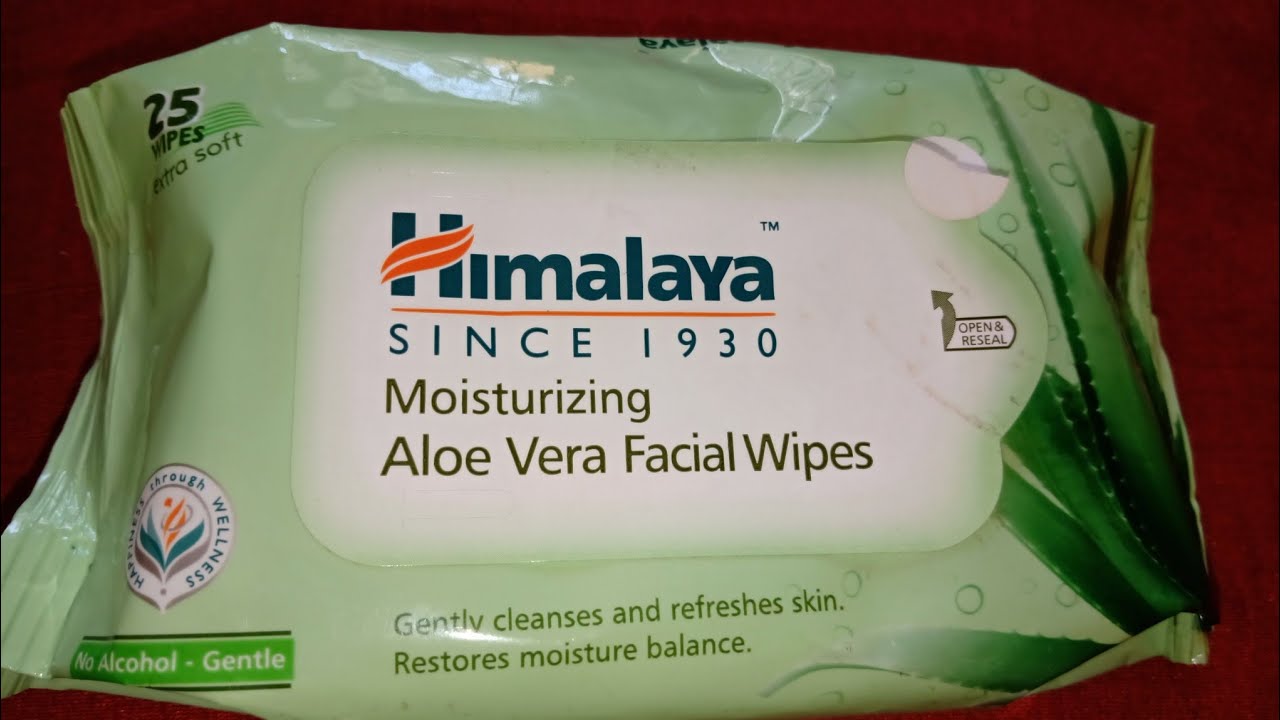 25
WIPES
extra soft
Himalaya™
SINCE 1930
Moisturizing
Aloe Vera Facial Wipes
OPEN &
RESEAL
HAPPINESS through WELLNESS
No Alcohol - Gentle
Gently cleanses and refreshes skin.
Restores moisture balance.